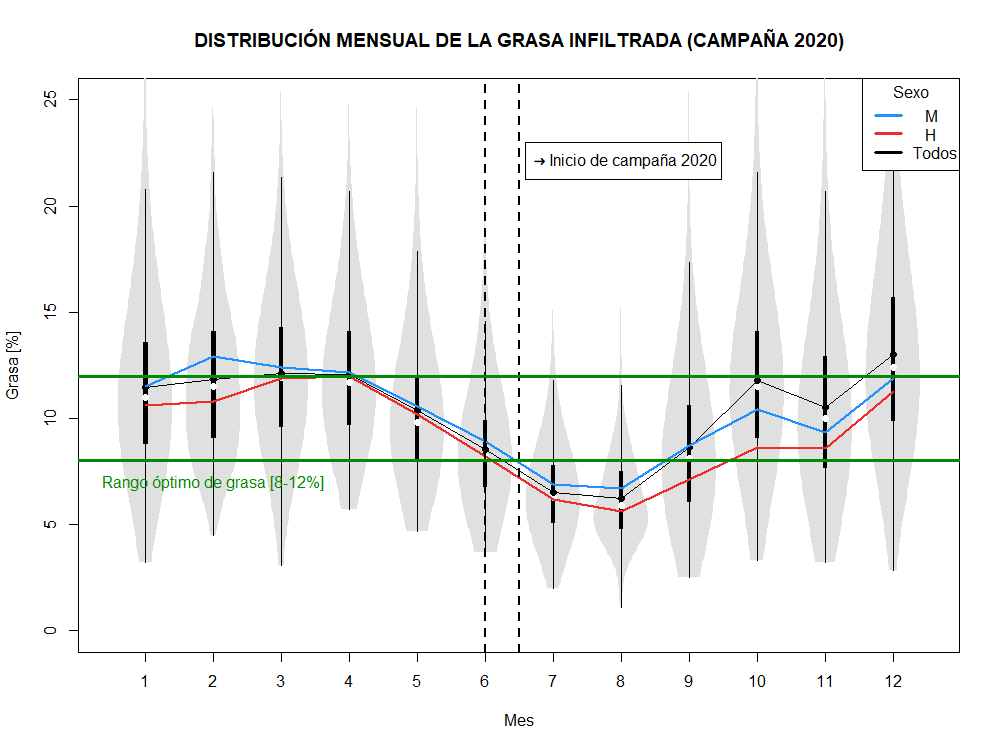 DISTRIBUCIÓN MENSUAL DE LA GRASA INFILTRADA (CAMPAÑA 2020)
Sexo
M
H
Todos
→ Inicio de campaña 2020
Rango óptimo de grasa [8-12%]
Grasa [%]
25
20
15
10
5
0
1 2 3 4 5 6 7 8 9 10 11 12
Mes